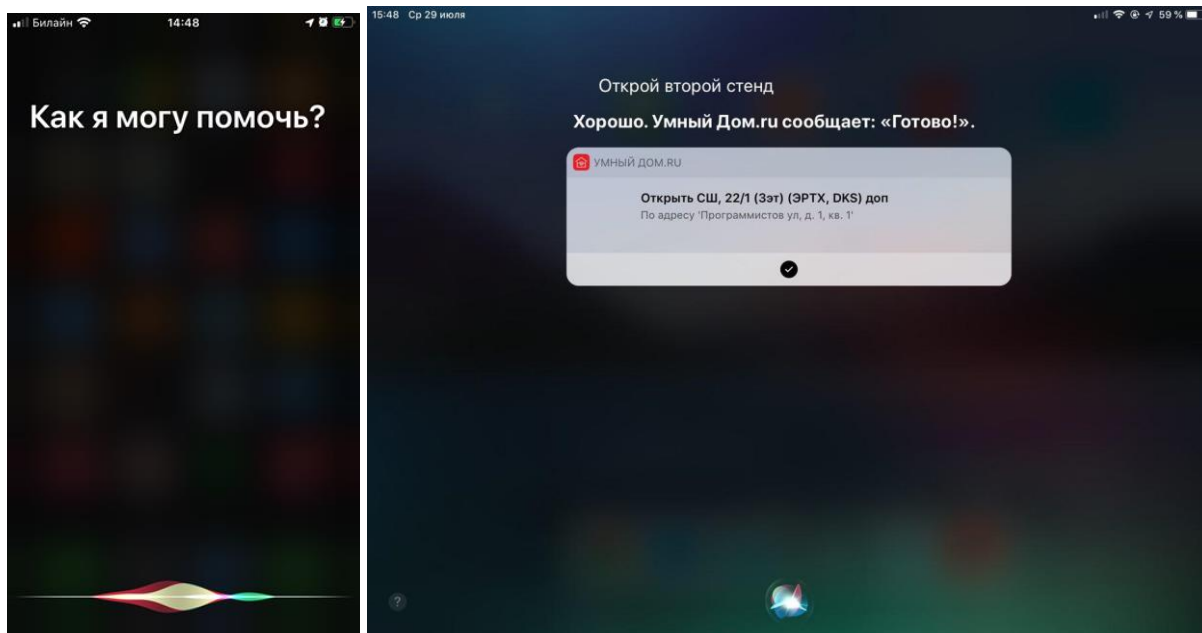 Билайн 14:48
Как я могу помочь?
15:48 Ср 29 июля 59 %
Открой второй стенд
Хорошо. Умный Дом.ru сообщает: «Готово!».
УМНЫЙ ДОМ.RU
Открыть СШ, 22/1 (3эт) (ЭРТХ, DKS) доп
По адресу 'Программистов ул, д. 1, кв. 1'
?